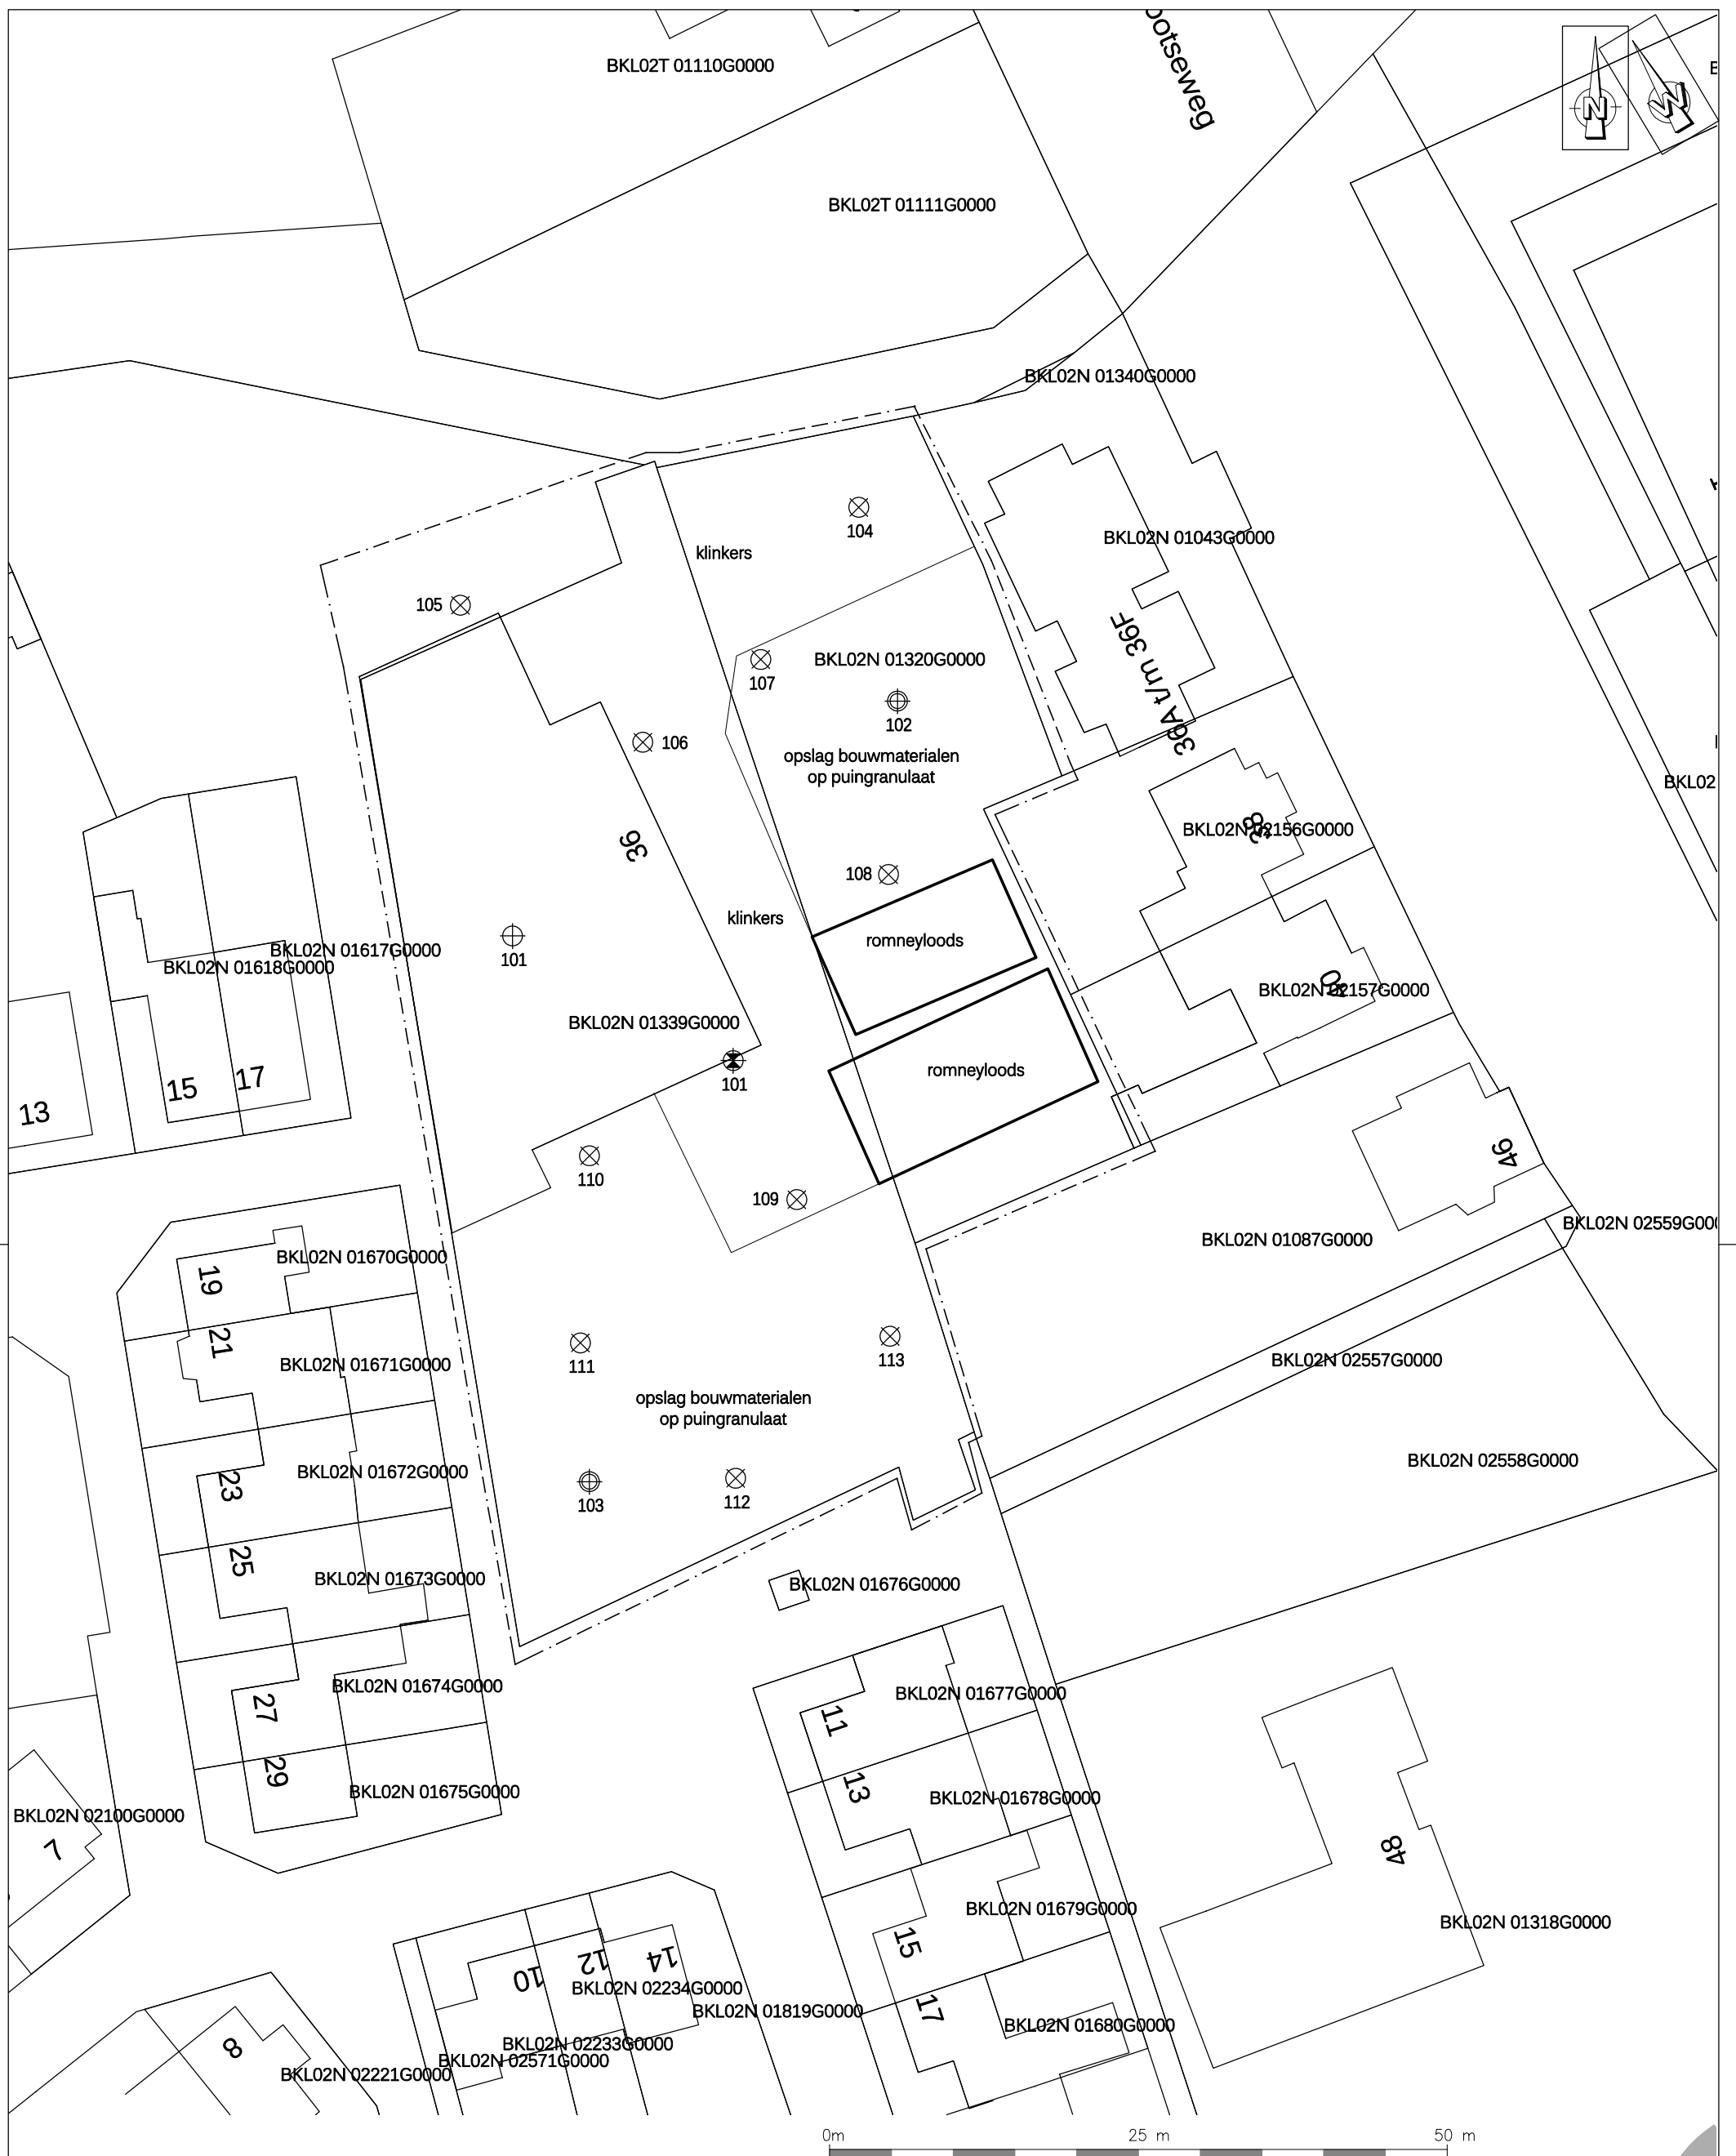 BKL02T 01110G0000
ootseweg
N
W
BKL02T 01111G0000
BKL02N 01340G0000
104
BKL02N 01043G0000
klinkers
105
36A t/m 36F
BKL02N 01320G0000
107
102
106
opslag bouwmaterialen
op puingranulaat
BKL02
38
BKL02N 02156G0000
36
108
klinkers
romneyloods
101
BKL02N 01617G0000
BKL02N 01618G0000
40
BKL02N 02157G0000
BKL02N 01339G0000
101
romneyloods
15
17
13
46
110
109
BKL02N 02559G000
BKL02N 01087G0000
BKL02N 01670G0000
19
21
BKL02N 01671G0000
111
113
BKL02N 02557G0000
opslag bouwmaterialen
op puingranulaat
BKL02N 02558G0000
BKL02N 01672G0000
23
103
112
25
BKL02N 01673G0000
BKL02N 01676G0000
BKL02N 01674G0000
27
BKL02N 01677G0000
11
29
BKL02N 01675G0000
13
BKL02N 01678G0000
BKL02N 02100G0000
7
48
BKL02N 01679G0000
BKL02N 01318G0000
15
10
12
14
BKL02N 02234G0000
BKL02N 01819G0000
17
BKL02N 01680G0000
8
BKL02N 02233G0000
BKL02N 02571G0000
BKL02N 02221G0000
0m
25 m
50 m